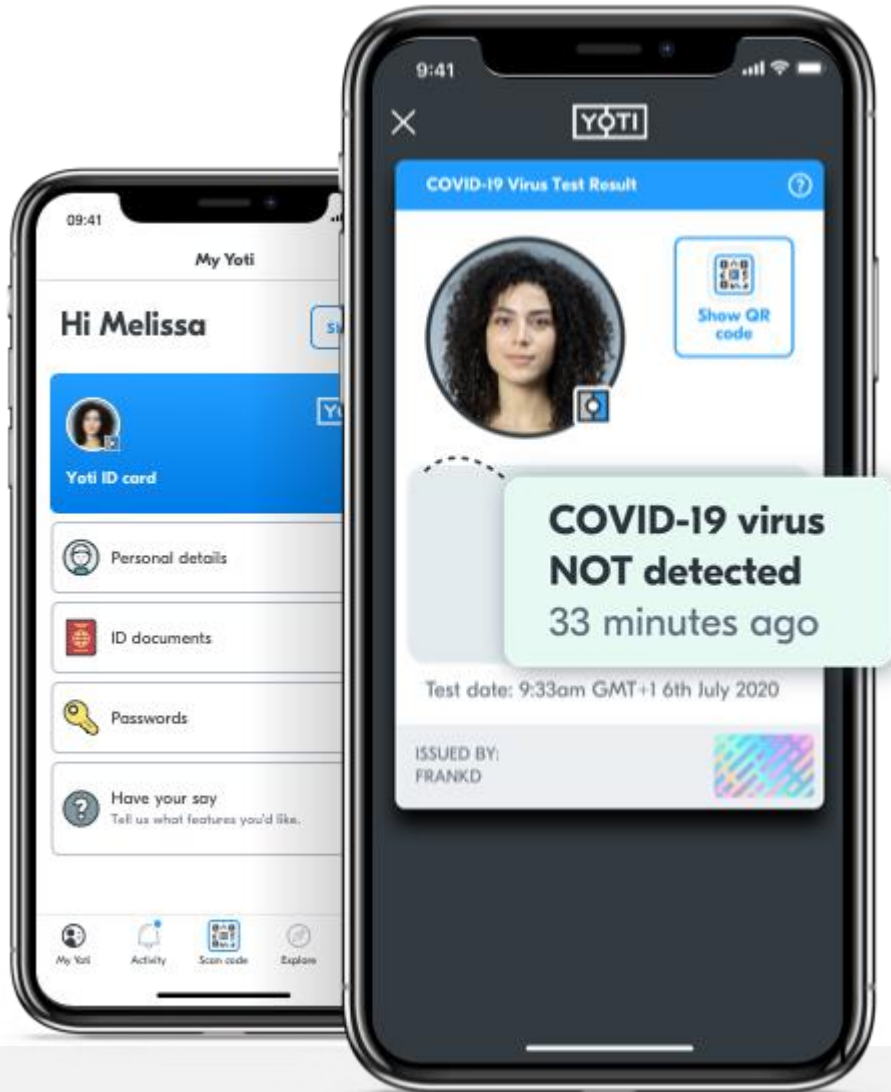 09:41
My Yoti
Hi Melissa
Yoti ID card
Personal details
ID documents
Passwords
Have your say
Tell us what features you'd like.
My Yoti
Activity
Scan code
Explore
9:41
YOTI
COVID-19 Virus Test Result
?
Show QR
code
COVID-19 virus
NOT detected
33 minutes ago
Test date: 9:33am GMT+1 6th July 2020
ISSUED BY:
FRANKD